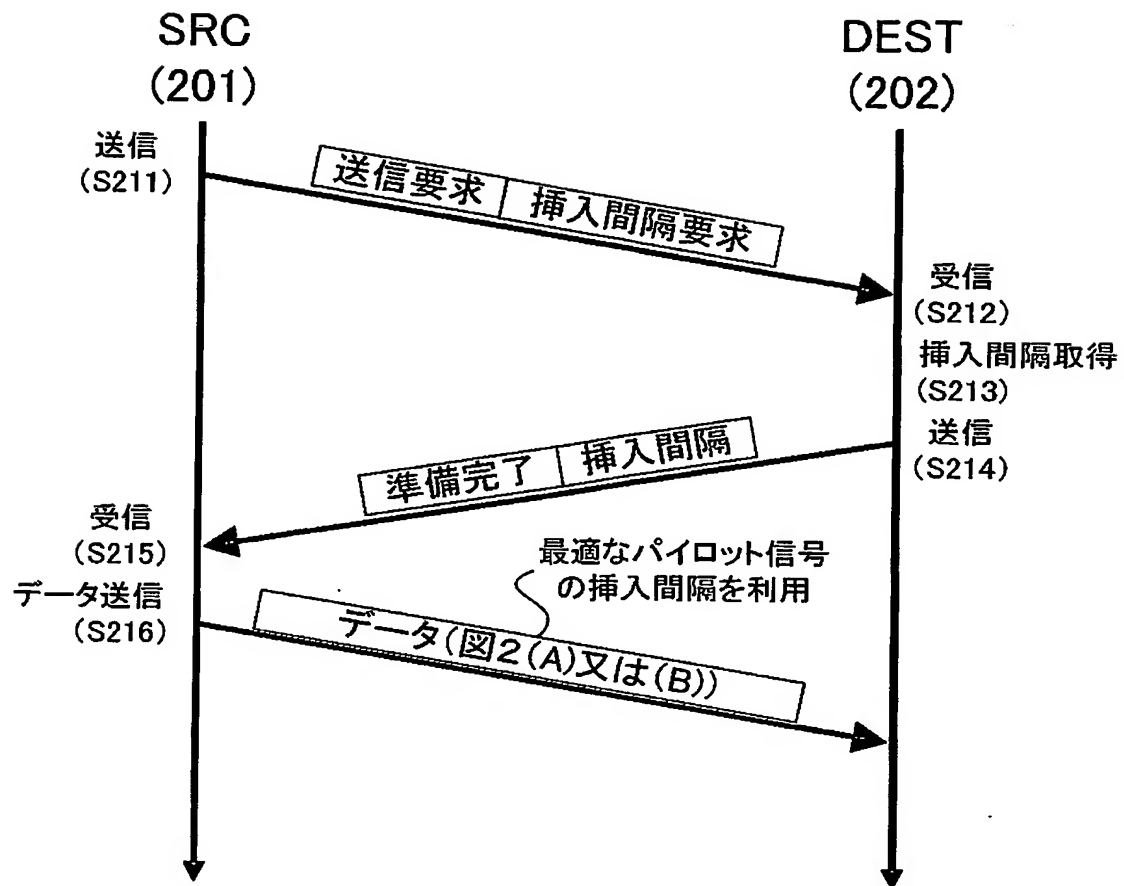 SRC
(201)
DEST
(202)
送信
(S211)
送信要求
挿入間隔要求
受信
(S212)
挿入間隔取得
(S213)
送信
(S214)
準備完了
挿入間隔
受信
(S215)
最適なパイロット信号
の挿入間隔を利用
データ送信
(S216)
データ(図2(A)又は(B))